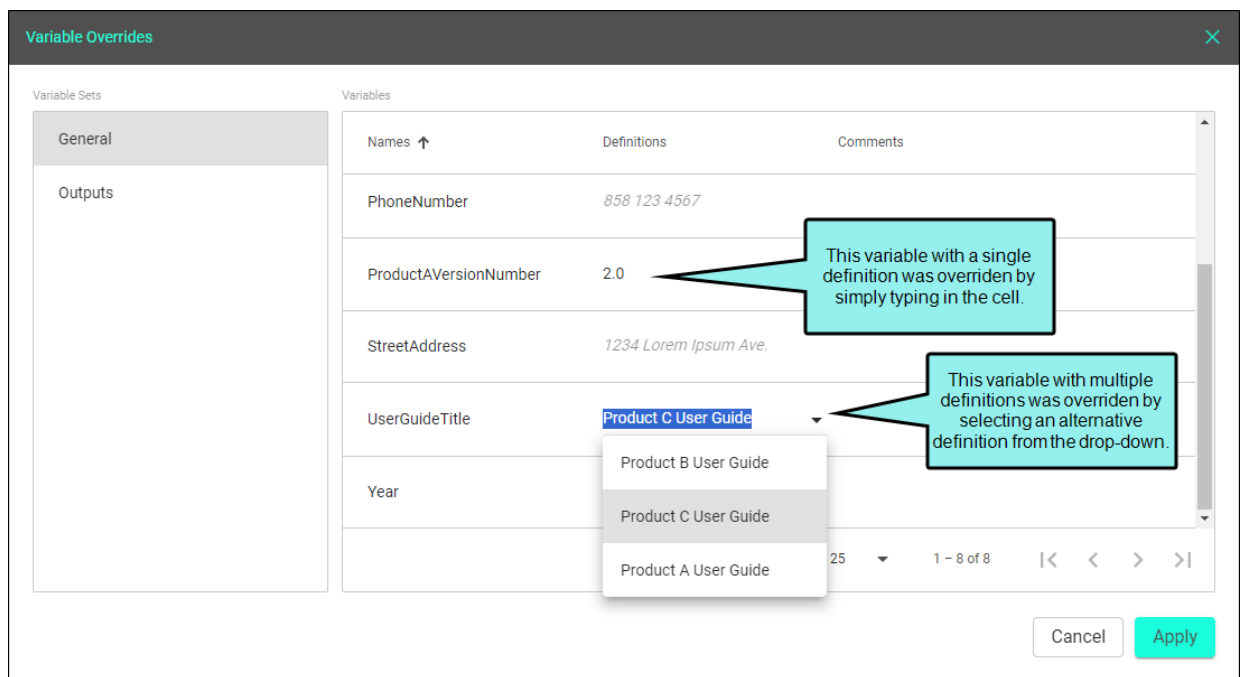 Variable Overrides
Variable Sets
Variables
General
Outputs
Names
Definitions
Comments
PhoneNumber
858 123 4567
ProductAVersionNumber
2.0
This variable with a single
definition was overriden by
simply typing in the cell.
StreetAddress
1234 Lorem Ipsum Ave.
UserGuideTitle
Product C User Guide
This variable with multiple
definitions was overriden by
selecting an alternative
definition from the drop-down.
Product B User Guide
Product C User Guide
Product A User Guide
Year
25
1 – 8 of 8
Cancel
Apply